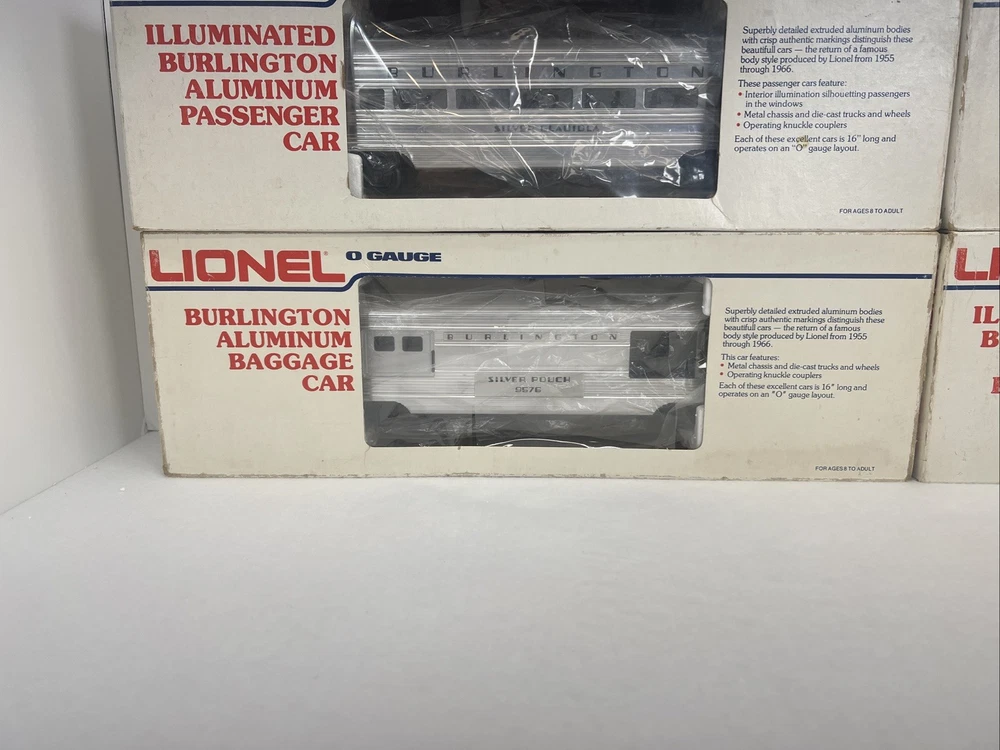 ILLUMINATED
BURLINGTON
ALUMINUM
PASSENGER
CAR
BURLINGTON
SILVER
Superbly detailed extruded aluminum bodies
with crisp authentic markings distinguish these
beautifull cars — the return of a famous
body style produced by Lionel from 1955
through 1966.
These passenger cars feature:
• Interior illumination silhouetting passengers
in the windows
• Metal chassis and die-cast trucks and wheels
• Operating knuckle couplers
Each of these excellent cars is 16" long and
operates on an "O" gauge layout.
FOR AGES 8 TO ADULT
LIONEL O GAUGE
BURLINGTON
ALUMINUM
BAGGAGE
CAR
BURLINGTON
SILVER POUCH
9576
Superbly detailed extruded aluminum bodies
with crisp authentic markings distinguish these
beautifull cars — the return of a famous
body style produced by Lionel from 1955
through 1966.
This car features:
• Metal chassis and die-cast trucks and wheels
• Operating knuckle couplers
Each of these excellent cars is 16" long and
operates on an "O" gauge layout.
FOR AGES 8 TO ADULT